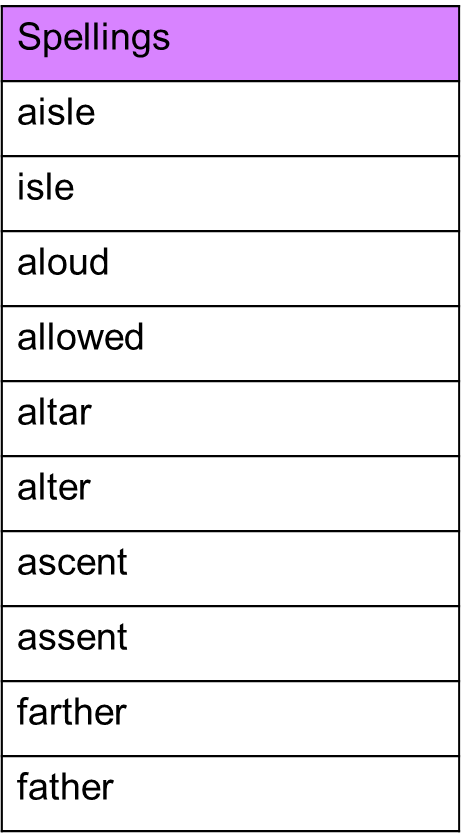 Spellings
aisle
isle
aloud
allowed
altar
alter
ascent
assent
farther
father